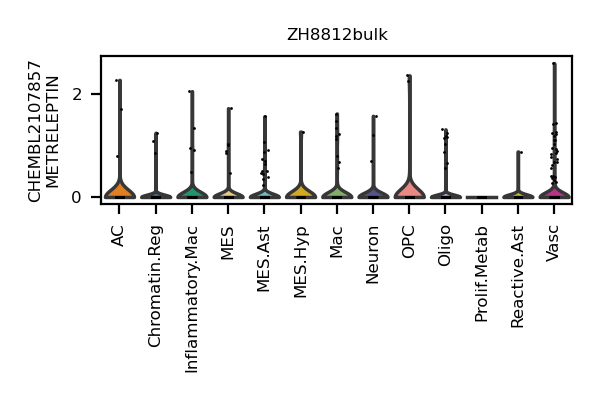 ZH8812bulk
CHEMBL2107857
METRELEPTIN
2
0
AC
Chromatin.Reg
Inflammatory.Mac
MES
MES.Ast
MES.Hyp
Mac
Neuron
OPC
Oligo
Prolif.Metab
Reactive.Ast
Vasc